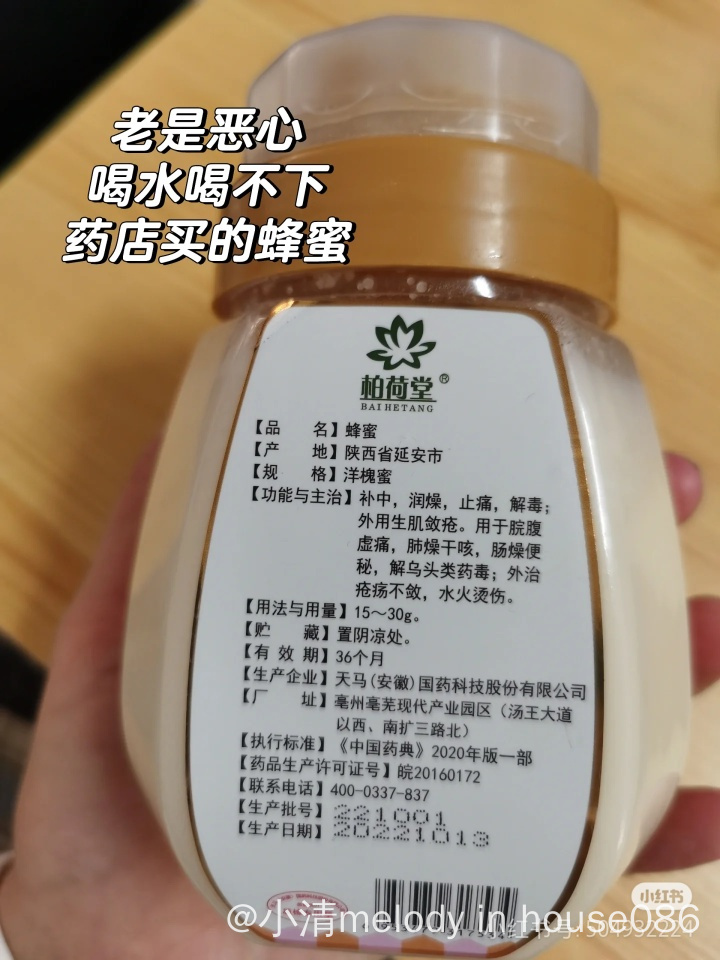 老是恶心
喝水喝不下
药店买的蜂蜜
柏荷堂®
BAIHETANG
【品　　名】蜂蜜
【产　　地】陕西省延安市
【规　　格】洋槐蜜
【功能与主治】补中，润燥，止痛，解毒；
外用生肌敛疮。用于脘腹
虚痛，肺燥干咳，肠燥便
秘，解乌头类药毒；外治
疮疡不敛，水火烫伤。
【用法与用量】15～30g。
【贮　　藏】置阴凉处。
【有 效 期】36个月
【生产企业】天马(安徽)国药科技股份有限公司
【厂　　址】亳州亳芜现代产业园区（汤王大道
以西、南扩三路北）
【执行标准】《中国药典》2020年版一部
【药品生产许可证号】皖20160172
【联系电话】400-0337-837
【生产批号】221001
【生产日期】20221013
小红书
@小清melody in house086